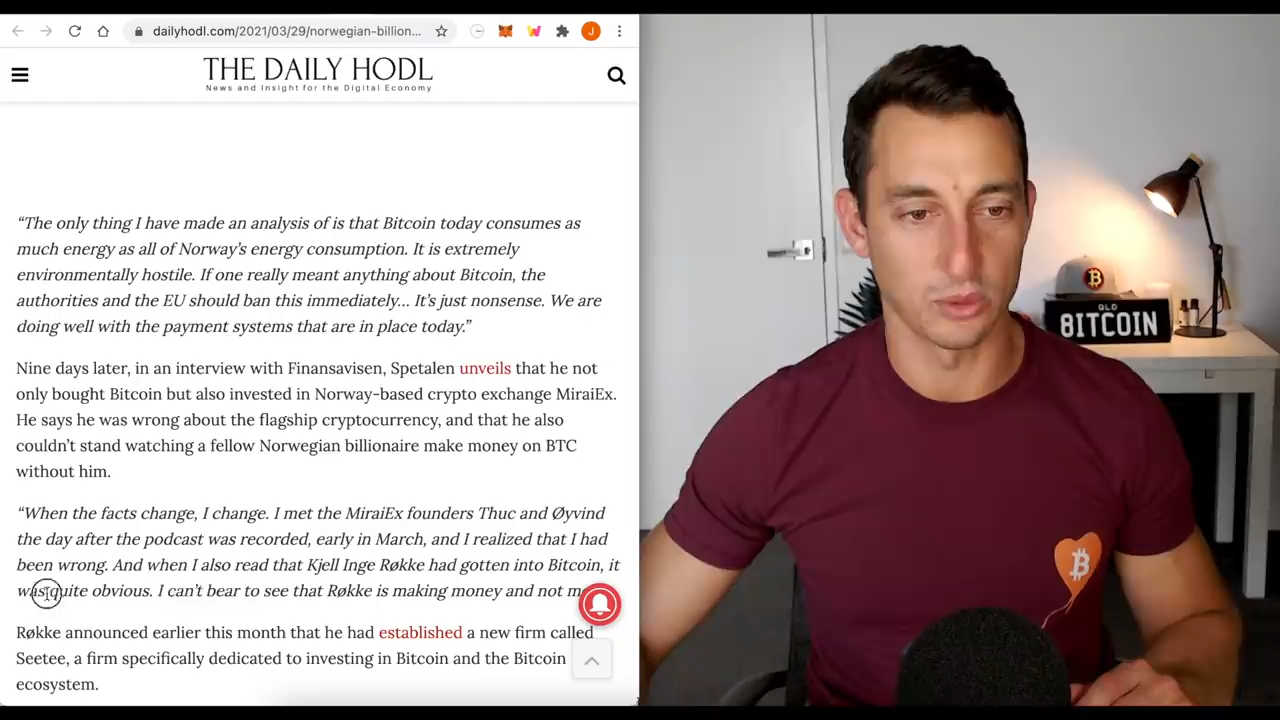 dailyhodl.com/2021/03/29/norwegian-billion...
J
THE DAILY HODL
News and Insight for the Digital Economy
“The only thing I have made an analysis of is that Bitcoin today consumes as
much energy as all of Norway’s energy consumption. It is extremely
environmentally hostile. If one really meant anything about Bitcoin, the
authorities and the EU should ban this immediately… It’s just nonsense. We are
doing well with the payment systems that are in place today.”
Nine days later, in an interview with Finansavisen, Spetalen unveils that he not
only bought Bitcoin but also invested in Norway-based crypto exchange MiraiEx.
He says he was wrong about the flagship cryptocurrency, and that he also
couldn’t stand watching a fellow Norwegian billionaire make money on BTC
without him.
“When the facts change, I change. I met the MiraiEx founders Thuc and Øyvind
the day after the podcast was recorded, early in March, and I realized that I had
been wrong. And when I also read that Kjell Inge Røkke had gotten into Bitcoin, it
was quite obvious. I can’t bear to see that Røkke is making money and not
Røkke announced earlier this month that he had established a new firm called
Seetee, a firm specifically dedicated to investing in Bitcoin and the Bitcoin
ecosystem.
QLD
8ITCOIN